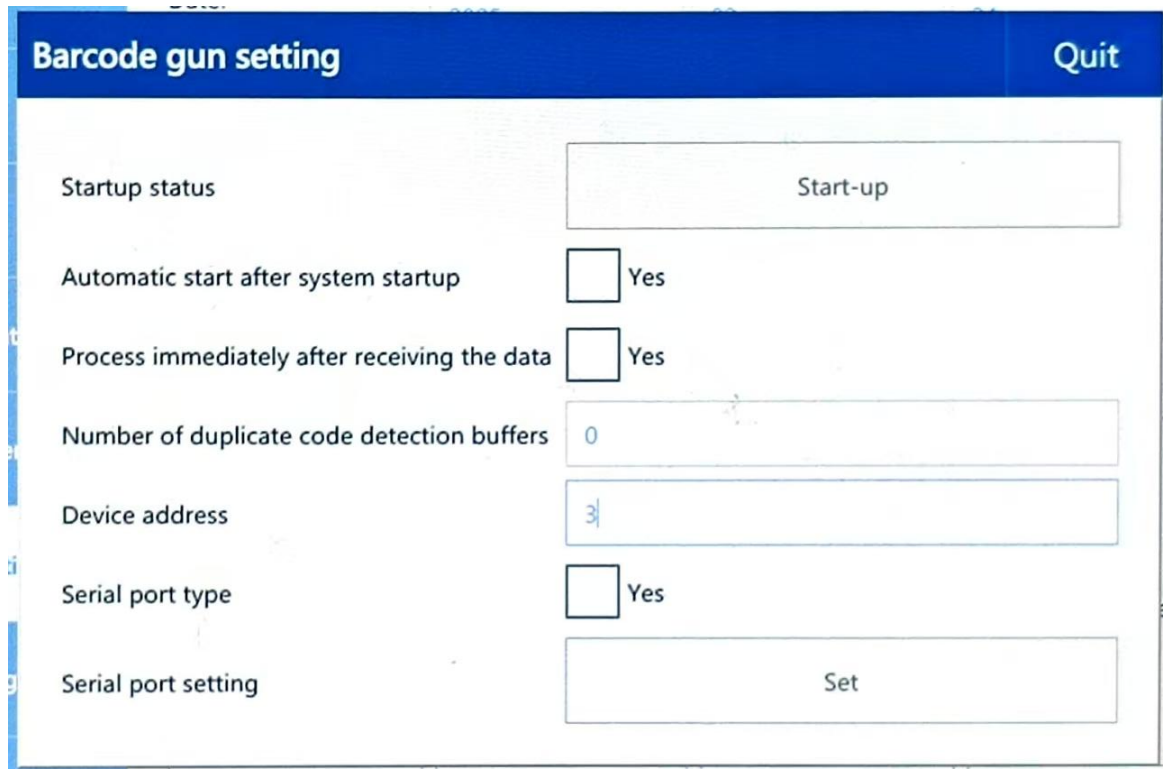 Barcode gun setting Quit
Startup status Start-up
Automatic start after system startup Yes
Process immediately after receiving the data Yes
Number of duplicate code detection buffers 0
Device address 3
Serial port type Yes
Serial port setting Set